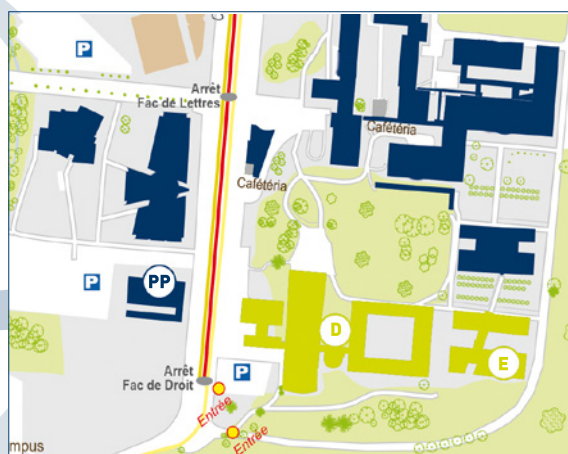 P
Arrêt
Fac de Lettres
Cafétéria
Cafétéria
P
PP
D
E
Arrêt
Fac de Droit
P
Entrée
Entrée
mpus